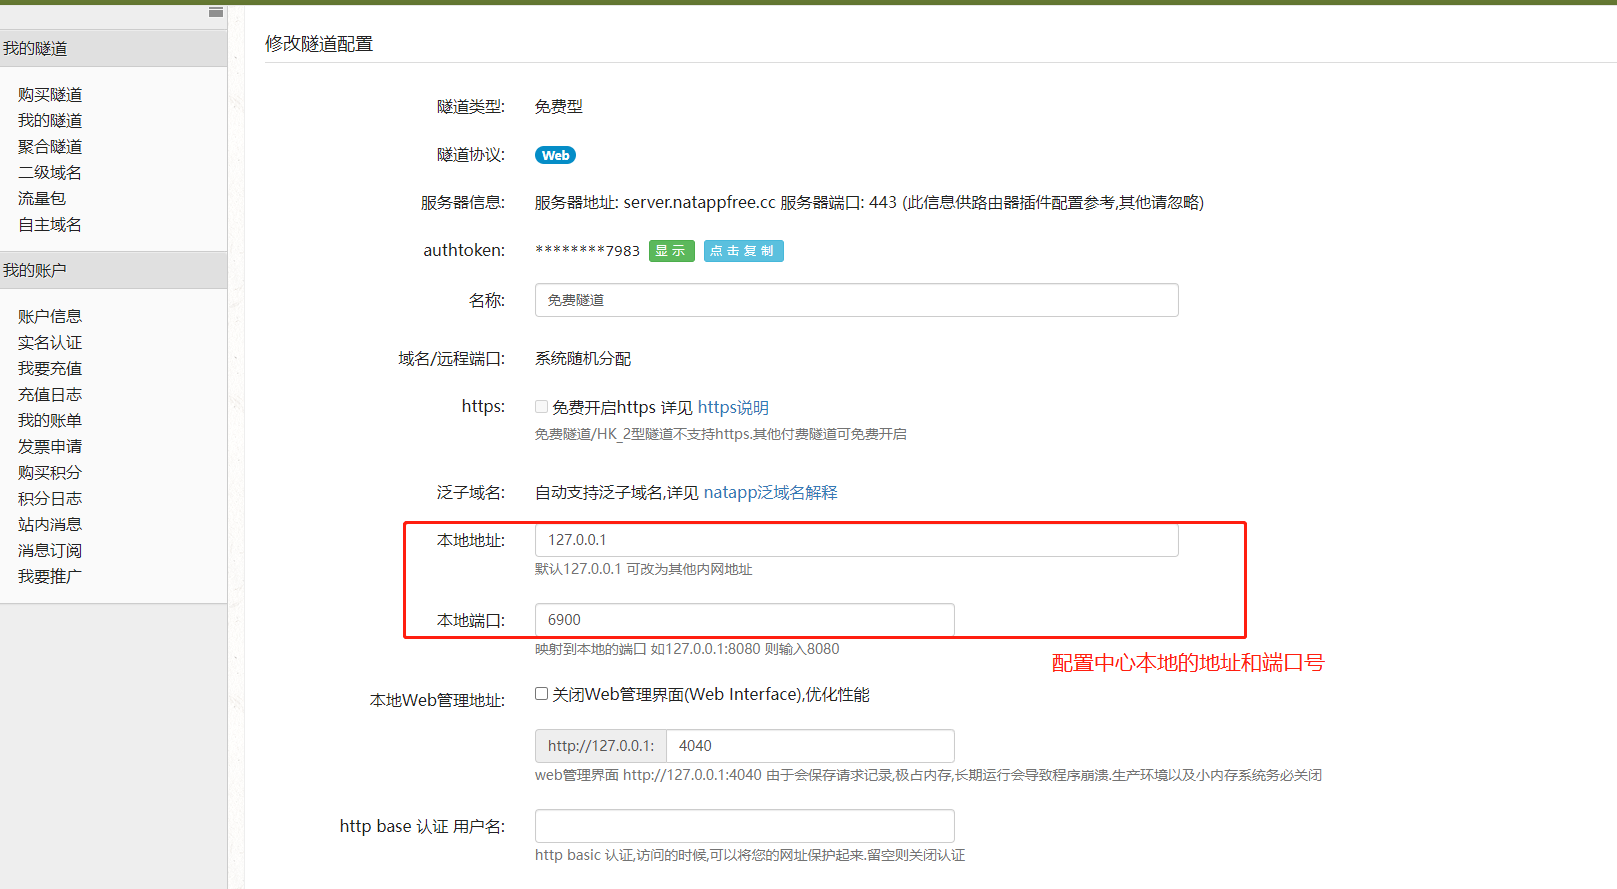 我的隧道
购买隧道
我的隧道
聚合隧道
二级域名
流量包
自主域名
我的账户
账户信息
实名认证
我要充值
充值日志
我的账单
发票申请
购买积分
积分日志
站内消息
消息订阅
我要推广
修改隧道配置
隧道类型: 免费型
隧道协议: Web
服务器信息: 服务器地址: server.natappfree.cc 服务器端口: 443 (此信息供路由器插件配置参考,其他请忽略)
authtoken: ********7983 显示 点击复制
名称: 免费隧道
域名/远程端口: 系统随机分配
https: 免费开启https 详见 https说明
免费隧道/HK_2型隧道不支持https.其他付费隧道可免费开启
泛子域名: 自动支持泛子域名,详见 natapp泛域名解释
本地地址: 127.0.0.1
默认127.0.0.1 可改为其他内网地址
本地端口: 6900
映射到本地的端口 如127.0.0.1:8080 则输入8080
配置中心本地的地址和端口号
本地Web管理地址: 关闭Web管理界面(Web Interface),优化性能
http://127.0.0.1: 4040
web管理界面 http://127.0.0.1:4040 由于会保存请求记录,极占内存,长期运行会导致程序崩溃.生产环境以及小内存系统务必关闭
http base 认证 用户名:
http basic 认证,访问的时候,可以将您的网址保护起来.留空则关闭认证